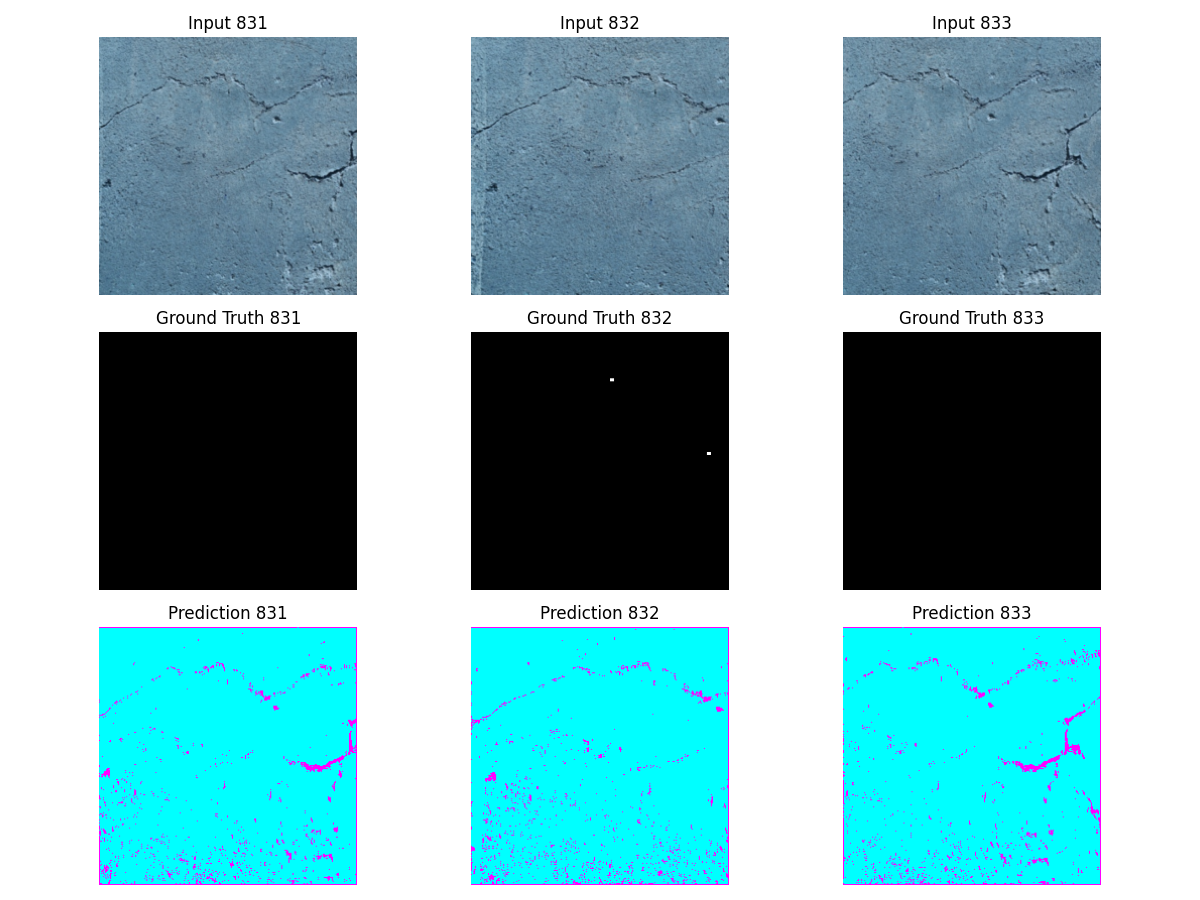 Input 831
Input 832
Input 833
Ground Truth 831
Ground Truth 832
Ground Truth 833
Prediction 831
Prediction 832
Prediction 833